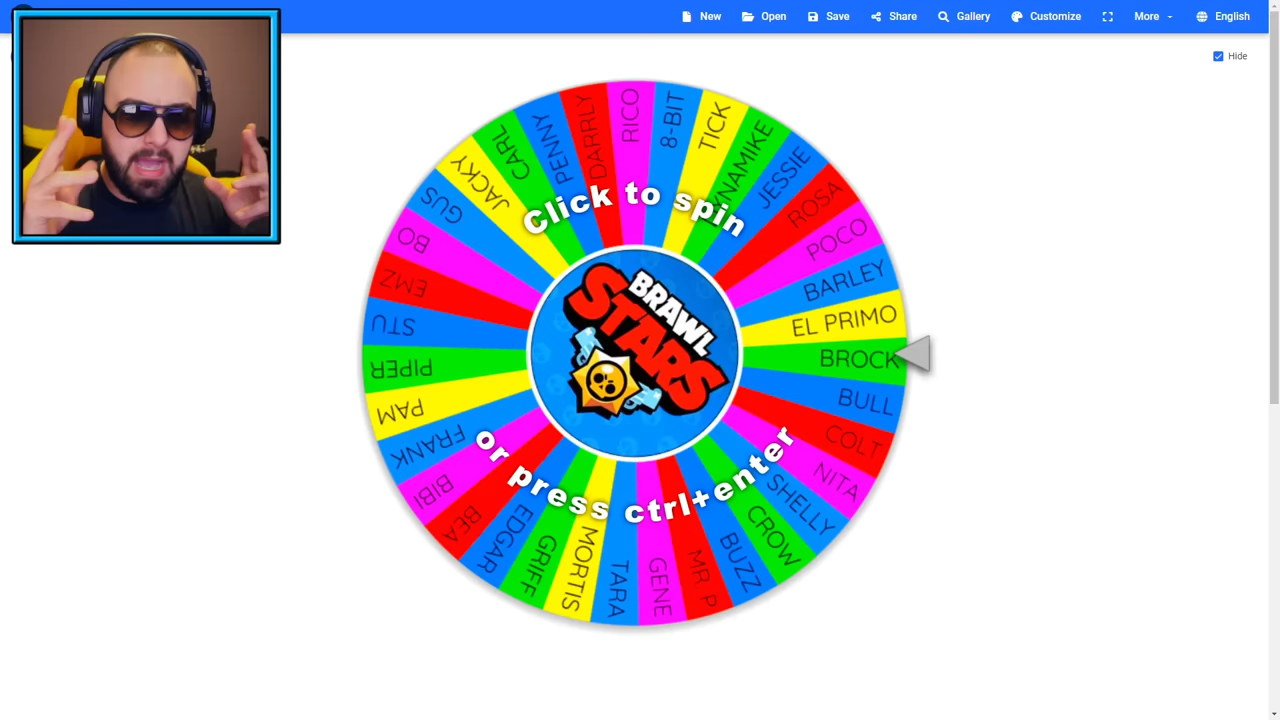 New
Open
Save
Share
Gallery
Customize
More
English
Hide
Click to spin
or press ctrl+enter
BRAWL
STARS
RICO
8-BIT
TICK
YNAMIKE
JESSIE
ROSA
POCO
BARLEY
EL PRIMO
BROCK
BULL
COLT
NITA
SHELLY
CROW
BUZZ
MR P
GENE
TARA
MORTIS
GRIFF
EDGAR
BEA
BIBI
FRANK
PAM
PIPER
STU
EMZ
BO
GUS
JACKY
CARL
PENNY
DARRLY